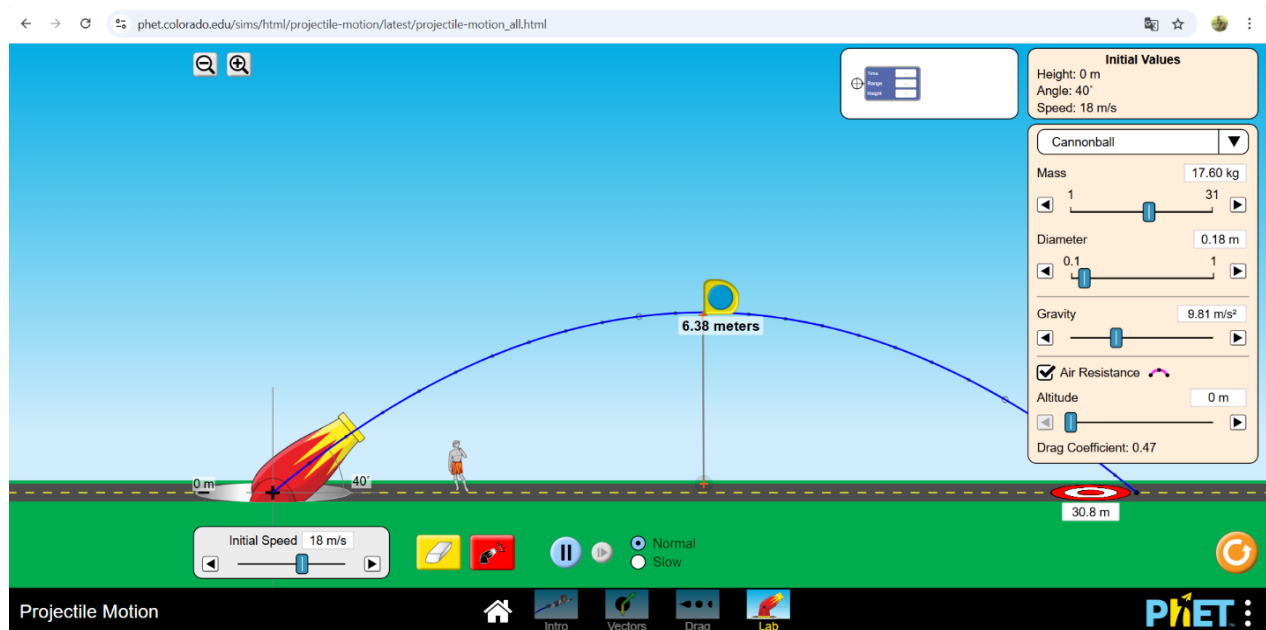 phet.colorado.edu/sims/html/projectile-motion/latest/projectile-motion_all.html
Time
Range
Height
Initial Values
Height: 0 m
Angle: 40°
Speed: 18 m/s
Cannonball
Mass 17.60 kg
1 31
Diameter 0.18 m
0.1 1
Gravity 9.81 m/s²
Air Resistance
Altitude 0 m
Drag Coefficient: 0.47
6.38 meters
0 m
40°
30.8 m
Initial Speed 18 m/s
Normal
Slow
Projectile Motion
Intro
Vectors
Drag
Lab
PhET